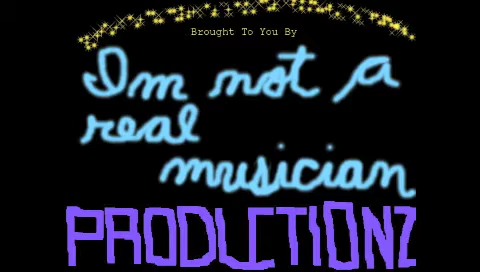 Brought To You By
Im not a
real
musician
PRODUCTIONZ